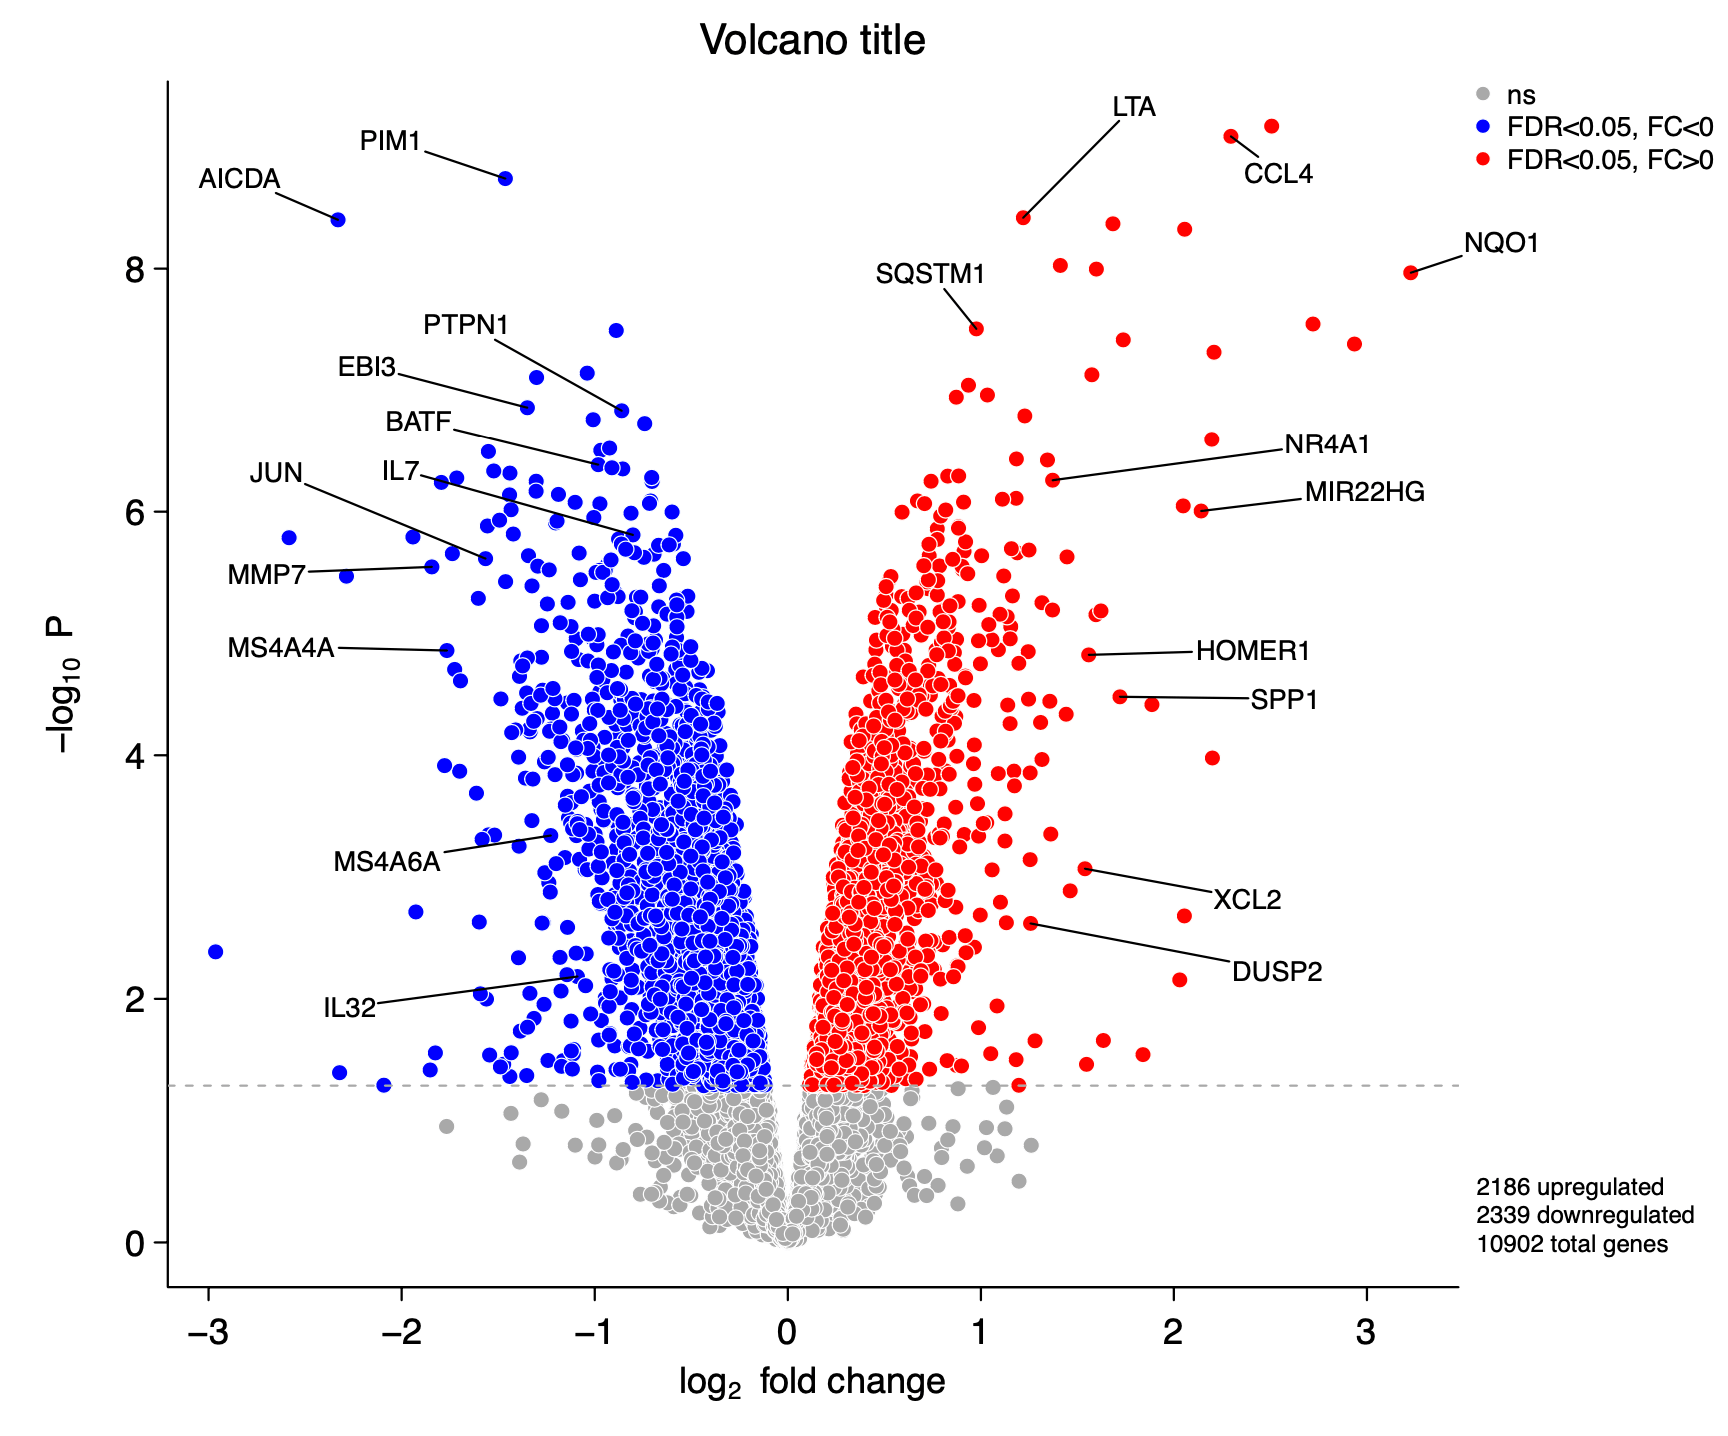 Volcano title
ns
FDR<0.05, FC<0
FDR<0.05, FC>0
LTA
PIM1
CCL4
AICDA
NQO1
SQSTM1
PTPN1
EBI3
BATF
NR4A1
IL7
JUN
MIR22HG
MMP7
MS4A4A
HOMER1
SPP1
MS4A6A
XCL2
DUSP2
IL32
8
6
4
2
0
−log10 P
2186 upregulated
2339 downregulated
10902 total genes
−3 −2 −1 0 1 2 3
log2 fold change